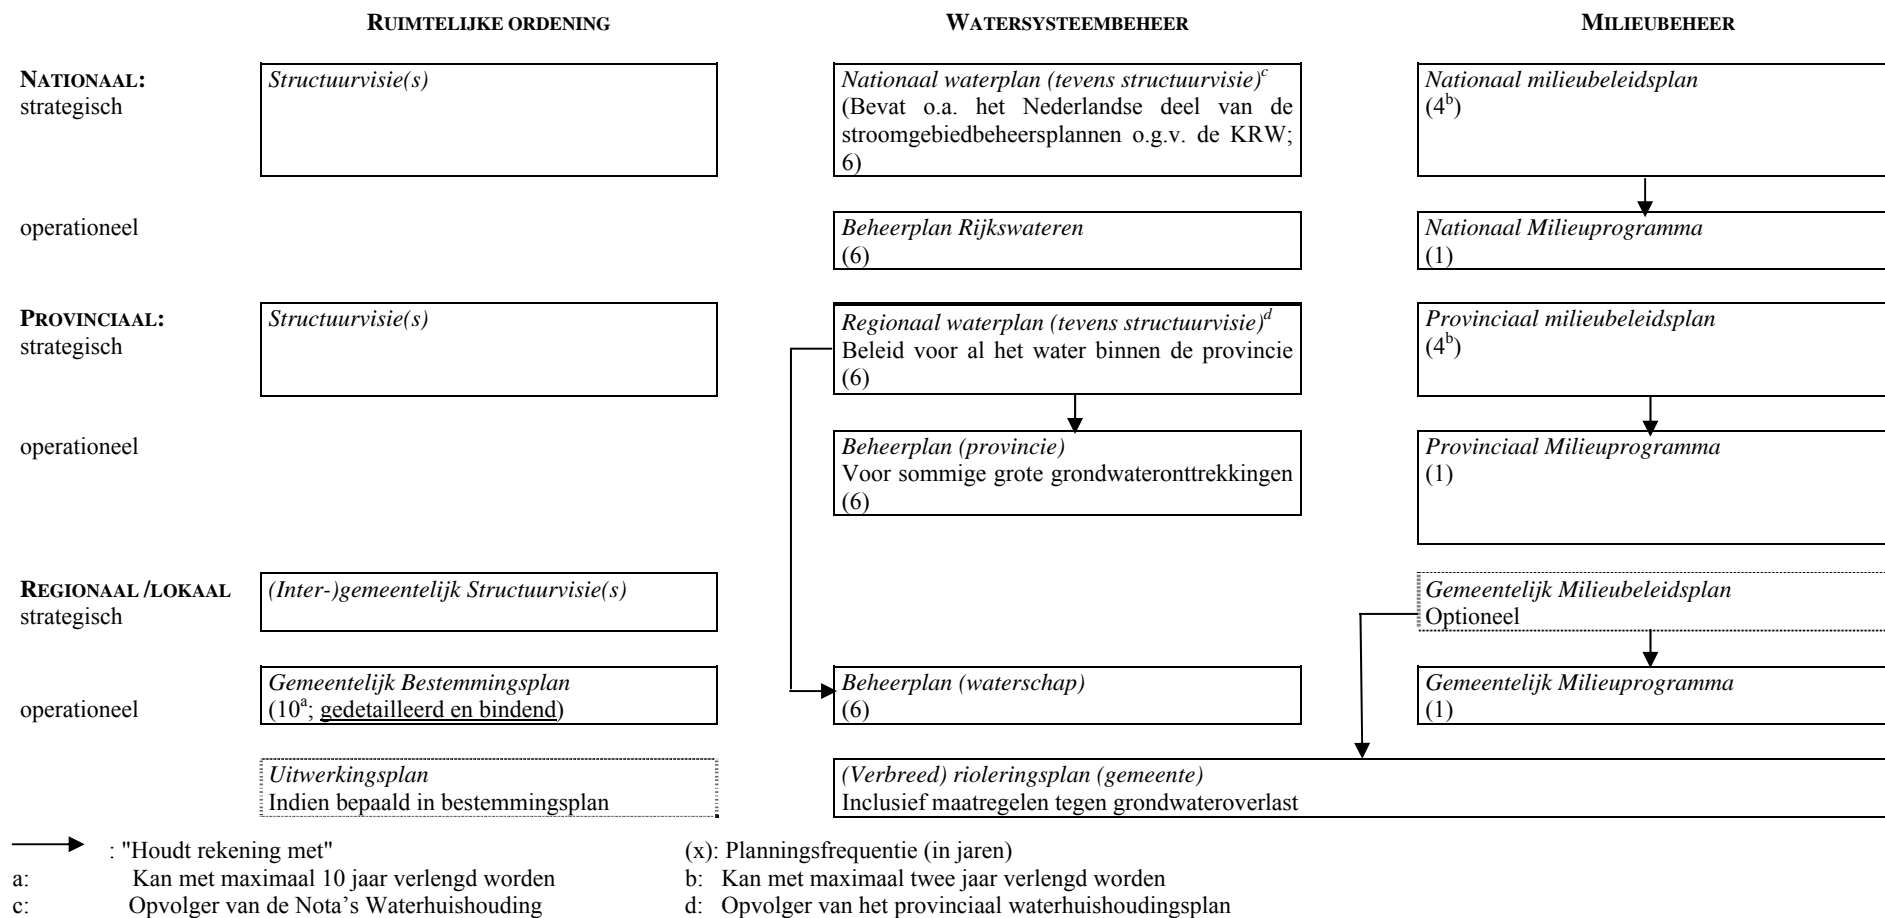 RUIMTELIJKE ORDENING WATERSYSTEEMBEHEER MILIEUBEHEER
NATIONAAL:
strategisch
Structuurvisie(s)
Nationaal waterplan (tevens structuurvisie)c
(Bevat o.a. het Nederlandse deel van de
stroomgebiedbeheersplannen o.g.v. de KRW;
6)
Nationaal milieubeleidsplan
(4b)
operationeel
Beheerplan Rijkswateren
(6)
Nationaal Milieuprogramma
(1)
PROVINCIAAL:
strategisch
Structuurvisie(s)
Regionaal waterplan (tevens structuurvisie)d
Beleid voor al het water binnen de provincie
(6)
Provinciaal milieubeleidsplan
(4b)
operationeel
Beheerplan (provincie)
Voor sommige grote grondwateronttrekkingen
(6)
Provinciaal Milieuprogramma
(1)
REGIONAAL /LOKAAL
strategisch
(Inter-)gemeentelijk Structuurvisie(s)
Gemeentelijk Milieubeleidsplan
Optioneel
operationeel
Gemeentelijk Bestemmingsplan
(10a; gedetailleerd en bindend)
Beheerplan (waterschap)
(6)
Gemeentelijk Milieuprogramma
(1)
Uitwerkingsplan
Indien bepaald in bestemmingsplan
(Verbreed) rioleringsplan (gemeente)
Inclusief maatregelen tegen grondwateroverlast
: "Houdt rekening met" (x): Planningsfrequentie (in jaren)
a: Kan met maximaal 10 jaar verlengd worden b: Kan met maximaal twee jaar verlengd worden
c: Opvolger van de Nota's Waterhuishouding d: Opvolger van het provinciaal waterhuishoudingsplan